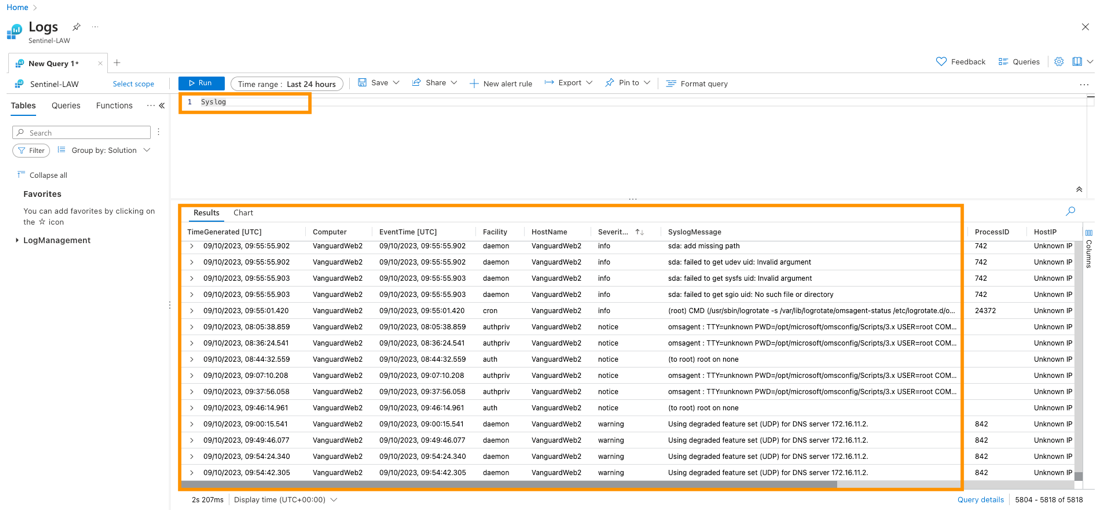 Home >
Logs ...
Sentinel-LAW
New Query 1* × +
Feedback Queries
Sentinel-LAW Select scope Run Time range : Last 24 hours Save Share New alert rule Export Pin to Format query ...
Tables Queries Functions ... «
1 Syslog
Search
Filter Group by: Solution
Collapse all
Favorites
You can add favorites by clicking on
the ☆ icon
LogManagement
Results Chart
TimeGenerated [UTC] Computer EventTime [UTC] Facility HostName Severit... ↑↓ SyslogMessage ProcessID HostIP
09/10/2023, 09:55:55.902 VanguardWeb2 09/10/2023, 09:55:55.902 daemon VanguardWeb2 info sda: add missing path 742 Unknown IP
09/10/2023, 09:55:55.902 VanguardWeb2 09/10/2023, 09:55:55.902 daemon VanguardWeb2 info sda: failed to get udev uid: Invalid argument 742 Unknown IP
09/10/2023, 09:55:55.903 VanguardWeb2 09/10/2023, 09:55:55.903 daemon VanguardWeb2 info sda: failed to get sysfs uid: Invalid argument 742 Unknown IP
09/10/2023, 09:55:55.903 VanguardWeb2 09/10/2023, 09:55:55.903 daemon VanguardWeb2 info sda: failed to get sgio uid: No such file or directory 742 Unknown IP
09/10/2023, 09:55:01.420 VanguardWeb2 09/10/2023, 09:55:01.420 cron VanguardWeb2 info (root) CMD (/usr/sbin/logrotate -s /var/lib/logrotate/omsagent-status /etc/logrotate.d/o... 24372 Unknown IP
09/10/2023, 08:05:38.859 VanguardWeb2 09/10/2023, 08:05:38.859 authpriv VanguardWeb2 notice omsagent : TTY=unknown PWD=/opt/microsoft/omsconfig/Scripts/3.x USER=root COM... Unknown IP
09/10/2023, 08:36:24.541 VanguardWeb2 09/10/2023, 08:36:24.541 authpriv VanguardWeb2 notice omsagent : TTY=unknown PWD=/opt/microsoft/omsconfig/Scripts/3.x USER=root COM... Unknown IP
09/10/2023, 08:44:32.559 VanguardWeb2 09/10/2023, 08:44:32.559 auth VanguardWeb2 notice (to root) root on none Unknown IP
09/10/2023, 09:07:10.208 VanguardWeb2 09/10/2023, 09:07:10.208 authpriv VanguardWeb2 notice omsagent : TTY=unknown PWD=/opt/microsoft/omsconfig/Scripts/3.x USER=root COM... Unknown IP
09/10/2023, 09:37:56.058 VanguardWeb2 09/10/2023, 09:37:56.058 authpriv VanguardWeb2 notice omsagent : TTY=unknown PWD=/opt/microsoft/omsconfig/Scripts/3.x USER=root COM... Unknown IP
09/10/2023, 09:46:14.961 VanguardWeb2 09/10/2023, 09:46:14.961 auth VanguardWeb2 notice (to root) root on none Unknown IP
09/10/2023, 09:00:15.541 VanguardWeb2 09/10/2023, 09:00:15.541 daemon VanguardWeb2 warning Using degraded feature set (UDP) for DNS server 172.16.11.2. 842 Unknown IP
09/10/2023, 09:49:46.077 VanguardWeb2 09/10/2023, 09:49:46.077 daemon VanguardWeb2 warning Using degraded feature set (UDP) for DNS server 172.16.11.2. 842 Unknown IP
09/10/2023, 09:54:24.340 VanguardWeb2 09/10/2023, 09:54:24.340 daemon VanguardWeb2 warning Using degraded feature set (UDP) for DNS server 172.16.11.2. 842 Unknown IP
09/10/2023, 09:54:42.305 VanguardWeb2 09/10/2023, 09:54:42.305 daemon VanguardWeb2 warning Using degraded feature set (UDP) for DNS server 172.16.11.2. 842 Unknown IP
Columns
2s 207ms Display time (UTC+00:00) Query details 5804 - 5818 of 5818